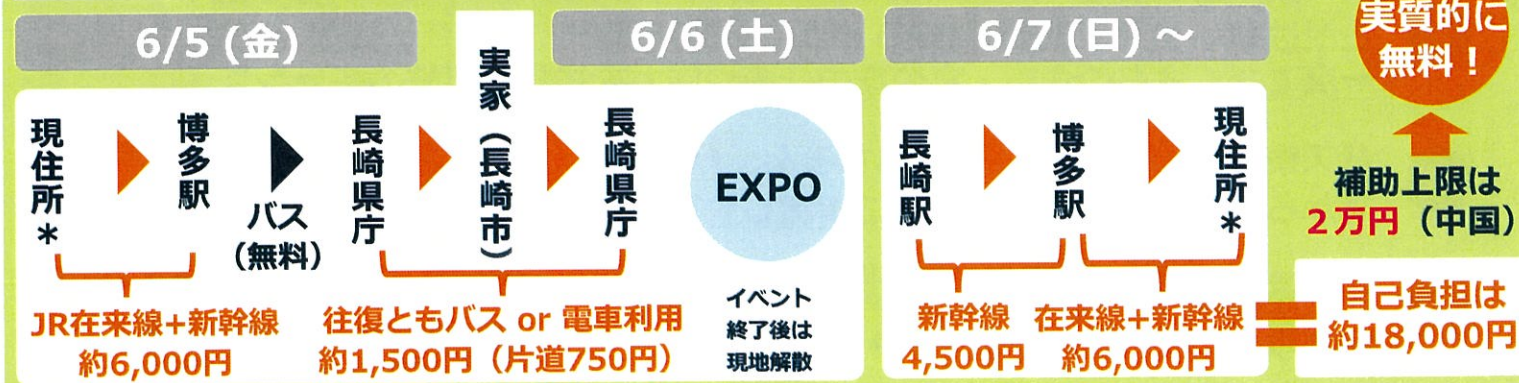 6/5 (金)
6/6 (土)
6/7 (日) ～
実質的に
無料！
現住所＊
博多駅
バス
(無料)
長崎県庁
実家（長崎市）
長崎県庁
EXPO
イベント
終了後は
現地解散
長崎駅
博多駅
現住所＊
補助上限は
２万円（中国）
JR在来線+新幹線
約6,000円
往復ともバス or 電車利用
約1,500円（片道750円）
新幹線
4,500円
在来線+新幹線
約6,000円
自己負担は
約18,000円